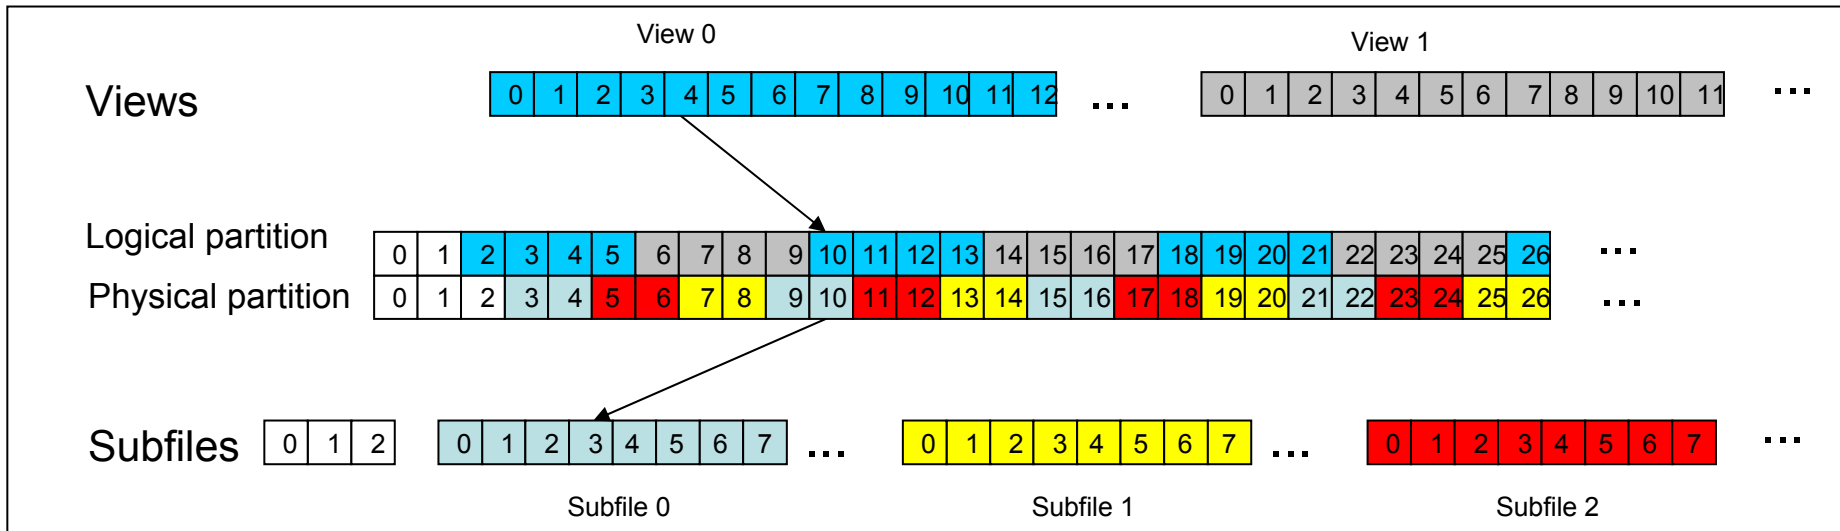 View 0
View 1
Views 0 1 2 3 4 5 6 7 8 9 10 11 12 ... 0 1 2 3 4 5 6 7 8 9 10 11 ...
Logical partition 0 1 2 3 4 5 6 7 8 9 10 11 12 13 14 15 16 17 18 19 20 21 22 23 24 25 26 ...
Physical partition 0 1 2 3 4 5 6 7 8 9 10 11 12 13 14 15 16 17 18 19 20 21 22 23 24 25 26 ...
Subfiles 0 1 2 0 1 2 3 4 5 6 7 ... 0 1 2 3 4 5 6 7 ... 0 1 2 3 4 5 6 7 ...
Subfile 0 Subfile 1 Subfile 2